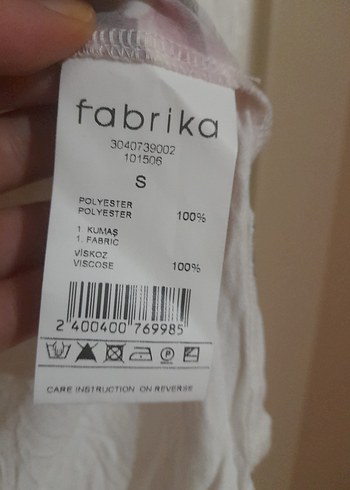 fabrika
3040739002
101506
S
POLYESTER
POLYESTER 100%
1. KUMAŞ
1. FABRIC
VİSKOZ
VISCOSE 100%
2 400400 769985
CARE INSTRUCTION ON REVERSE